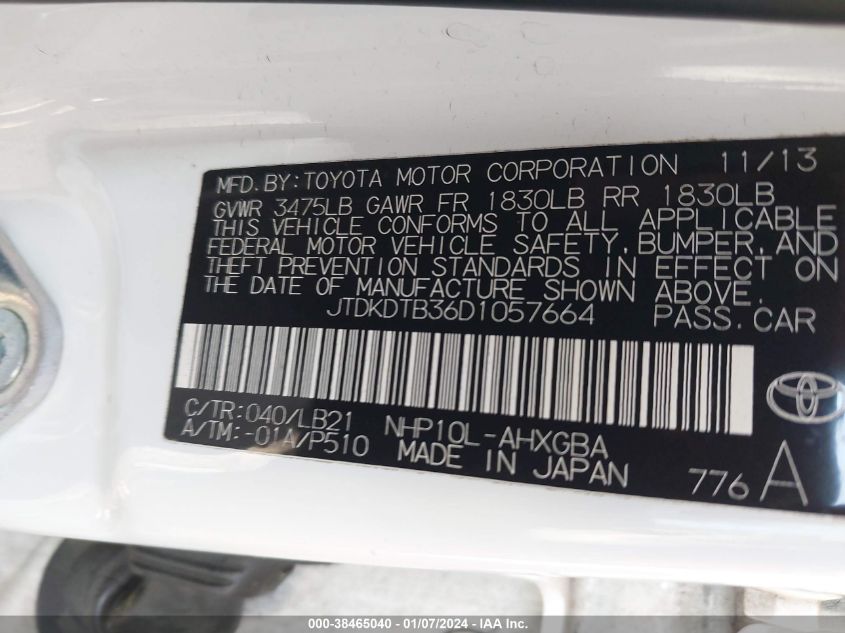 MFD. BY: TOYOTA MOTOR CORPORATION 11/13
GVWR 3475LB GAWR FR 1830LB RR 1830LB
THIS VEHICLE CONFORMS TO ALL APPLICABLE
FEDERAL MOTOR VEHICLE SAFETY, BUMPER, AND
THEFT PREVENTION STANDARDS IN EFFECT ON
THE DATE OF MANUFACTURE SHOWN ABOVE.
JTDKDTB36D1057664 PASS. CAR
C/TR:040/LB21 NHP10L-AHXGBA
A/TM:-01A/P510 MADE IN JAPAN
776 A
000-38465040 - 01/07/2024 - IAA Inc.